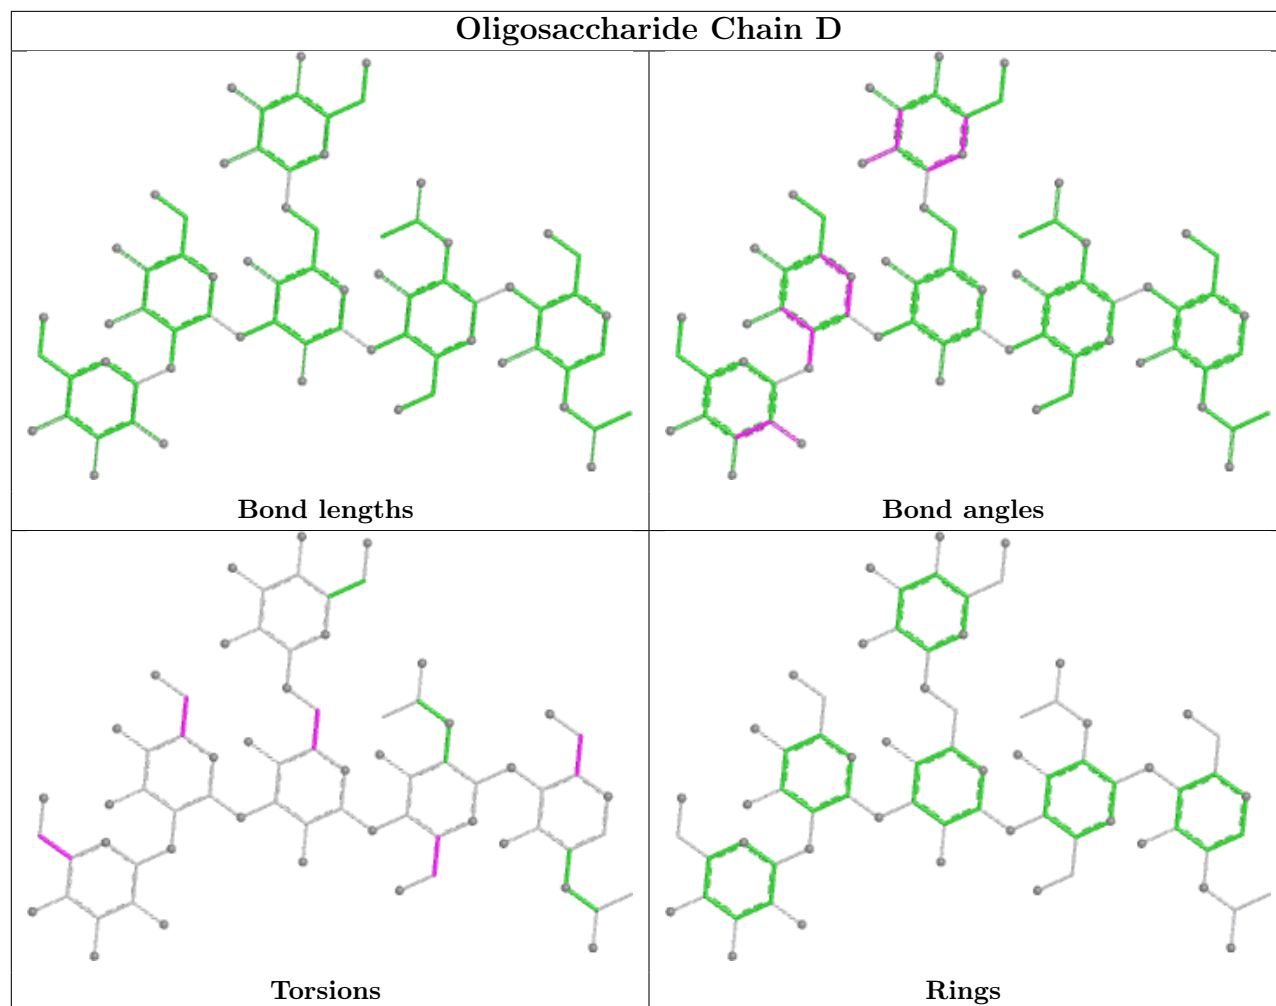 Oligosaccharide Chain D
Bond lengths
Bond angles
Torsions
Rings